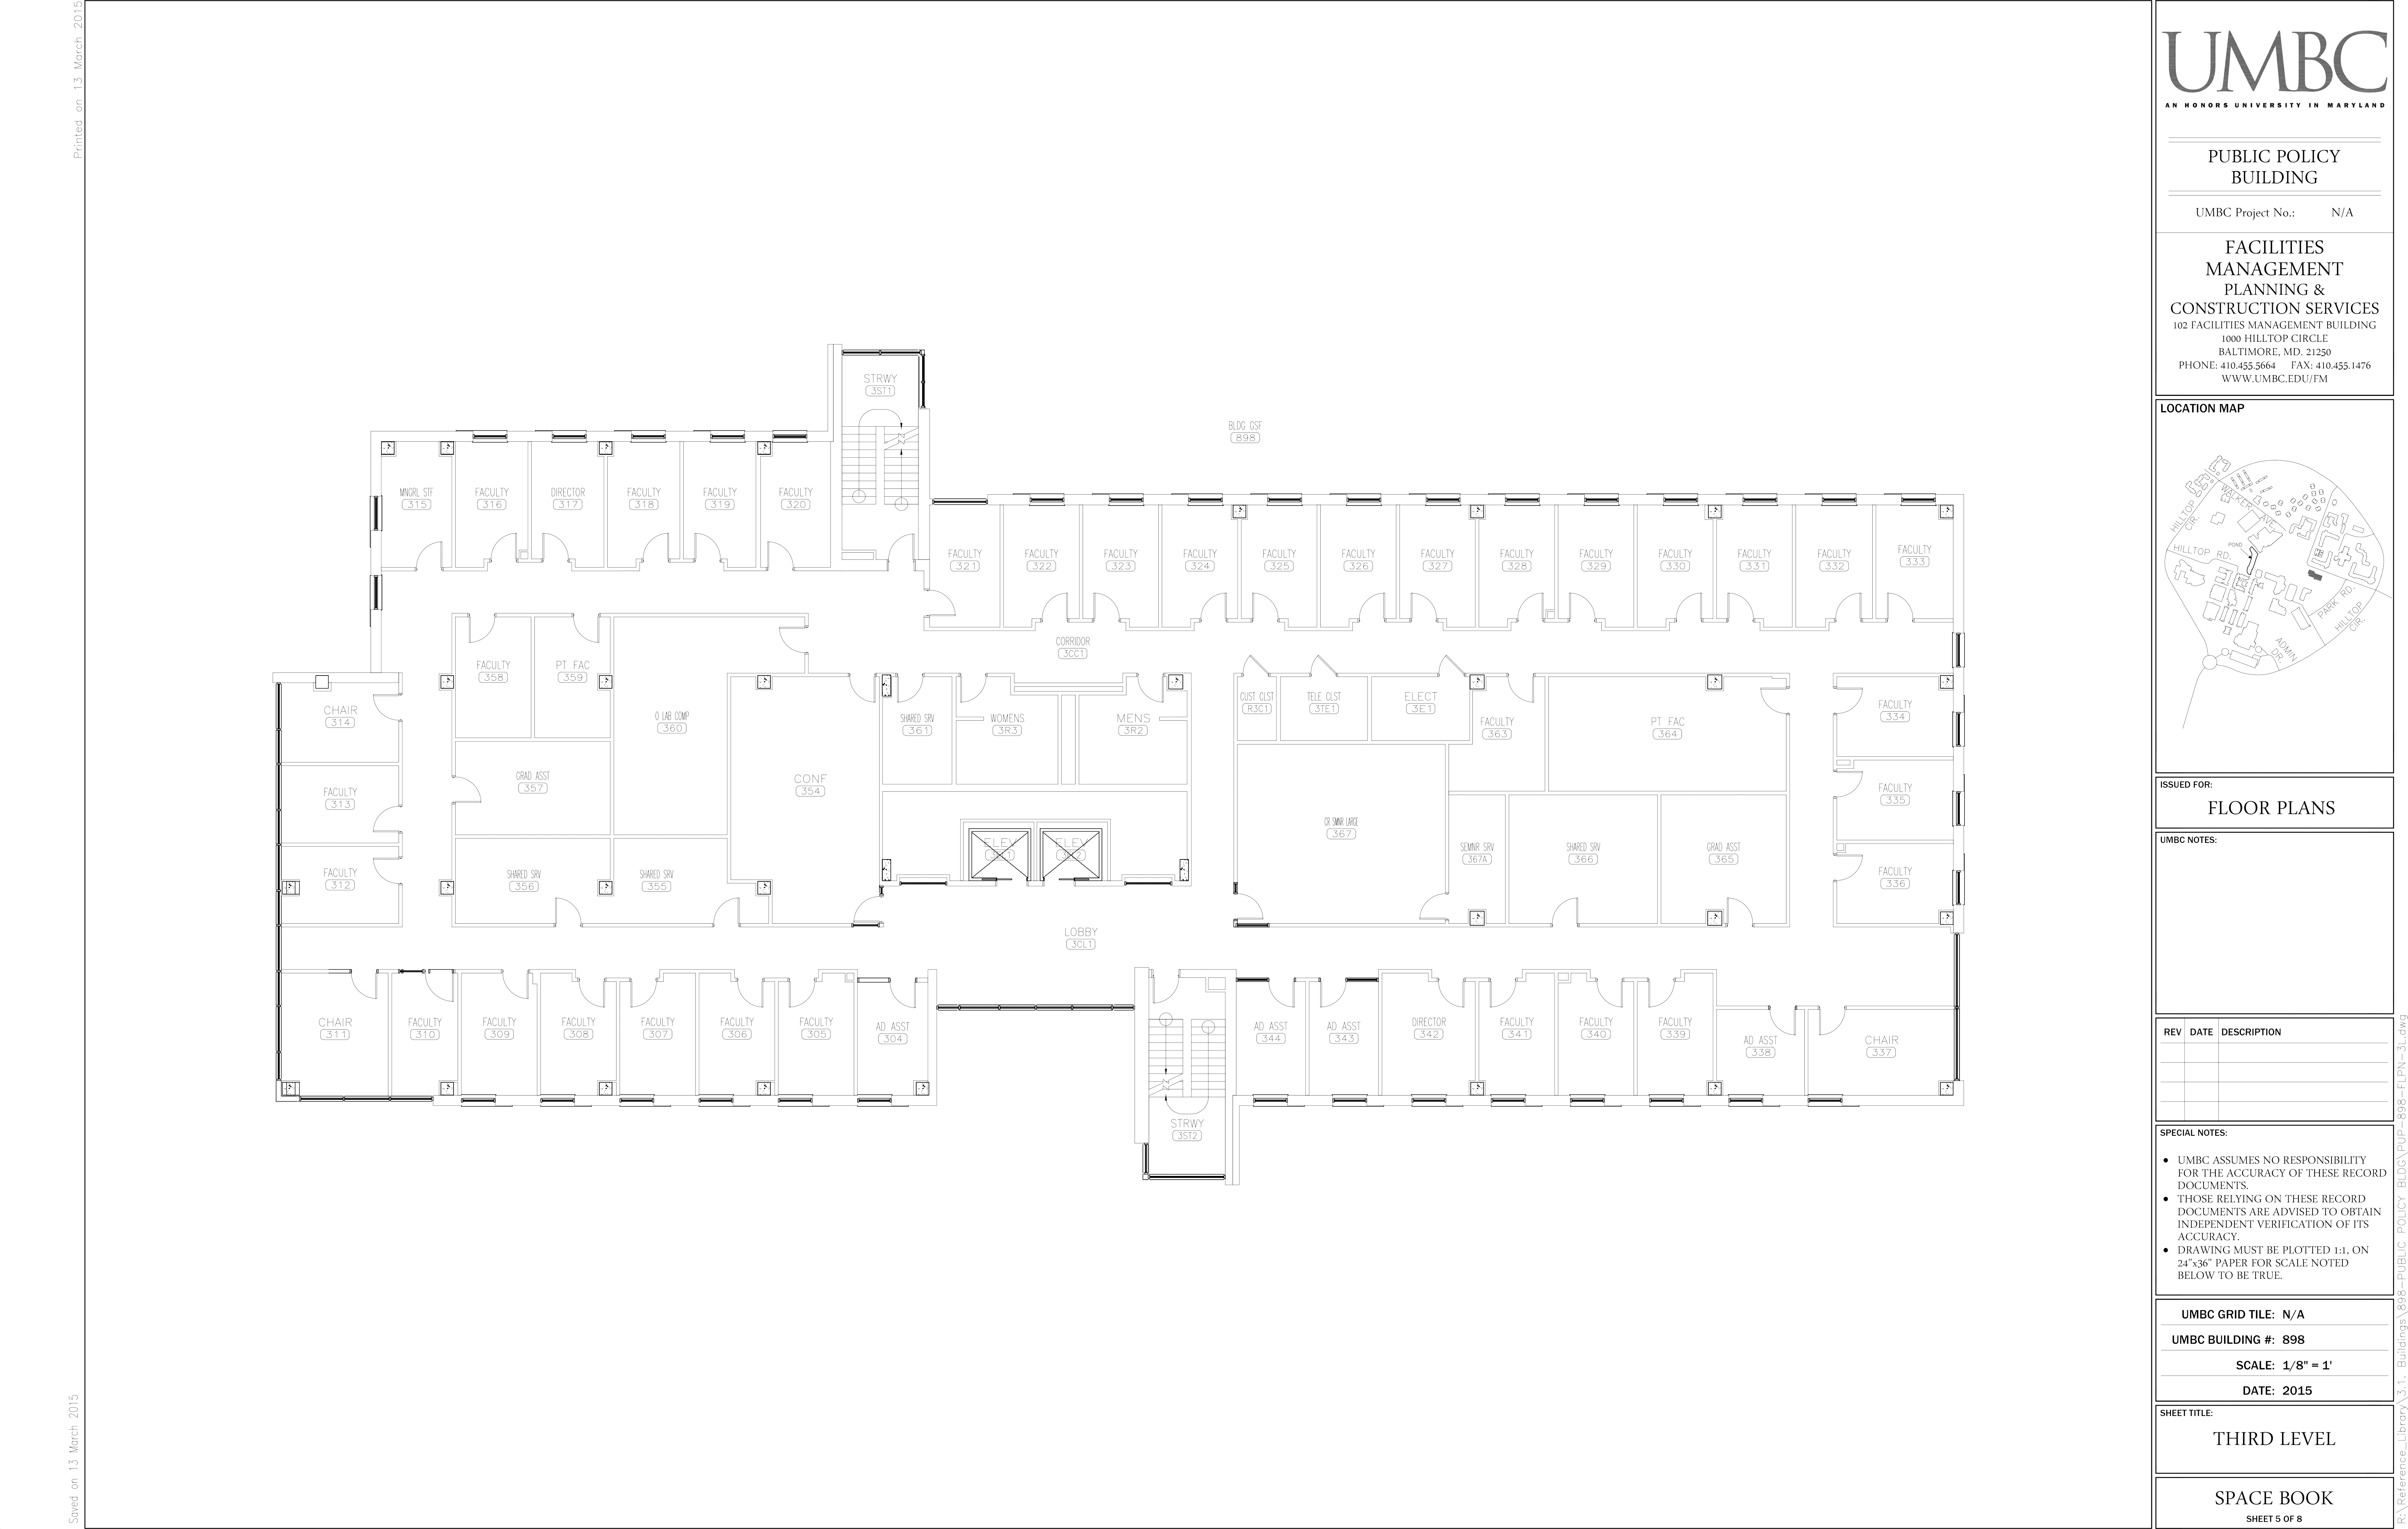 Printed on 13 March 2015
Saved on 13 March 2015
STRWY
3ST1
BLDG GSF
898
MNGRL STF
315
FACULTY
316
DIRECTOR
317
FACULTY
318
FACULTY
319
FACULTY
320
FACULTY
321
FACULTY
322
FACULTY
323
FACULTY
324
FACULTY
325
FACULTY
326
FACULTY
327
FACULTY
328
FACULTY
329
FACULTY
330
FACULTY
331
FACULTY
332
FACULTY
333
CORRIDOR
3CC1
FACULTY
358
PT FAC
359
CHAIR
314
O LAB COMP
360
SHARED SRV
361
WOMENS
3R3
MENS
3R2
CUST CLST
R3C1
TELE CLST
3TE1
ELECT
3E1
FACULTY
363
PT FAC
364
FACULTY
334
GRAD ASST
357
CONF
354
FACULTY
313
FACULTY
335
CR SMNR LARGE
367
ELEV
ELEV
SEMNR SRV
367A
SHARED SRV
366
GRAD ASST
365
FACULTY
312
SHARED SRV
356
SHARED SRV
355
FACULTY
336
LOBBY
3CL1
CHAIR
311
FACULTY
310
FACULTY
309
FACULTY
308
FACULTY
307
FACULTY
306
FACULTY
305
AD ASST
304
AD ASST
344
AD ASST
343
DIRECTOR
342
FACULTY
341
FACULTY
340
FACULTY
339
AD ASST
338
CHAIR
337
STRWY
3ST2
UMBC
AN HONORS UNIVERSITY IN MARYLAND
PUBLIC POLICY
BUILDING
UMBC Project No.: N/A
FACILITIES
MANAGEMENT
PLANNING &
CONSTRUCTION SERVICES
102 FACILITIES MANAGEMENT BUILDING
1000 HILLTOP CIRCLE
BALTIMORE, MD. 21250
PHONE: 410.455.5664 FAX: 410.455.1476
WWW.UMBC.EDU/FM
LOCATION MAP
WALKER AVE.
HILLTOP
CIR.
POND
HILLTOP RD.
PARK RD.
HILLTOP
CIR.
ADMIN
DR.
ISSUED FOR:
FLOOR PLANS
UMBC NOTES:
REV DATE DESCRIPTION
SPECIAL NOTES:
● UMBC ASSUMES NO RESPONSIBILITY
FOR THE ACCURACY OF THESE RECORD
DOCUMENTS.
● THOSE RELYING ON THESE RECORD
DOCUMENTS ARE ADVISED TO OBTAIN
INDEPENDENT VERIFICATION OF ITS
ACCURACY.
● DRAWING MUST BE PLOTTED 1:1, ON
24"x36" PAPER FOR SCALE NOTED
BELOW TO BE TRUE.
UMBC GRID TILE: N/A
UMBC BUILDING #: 898
SCALE: 1/8" = 1'
DATE: 2015
SHEET TITLE:
THIRD LEVEL
SPACE BOOK
SHEET 5 OF 8
R:\Reference_Library\3.1. Buildings\898-PUBLIC POLICY BLDG\PUP-898-FLPN-3L.dwg